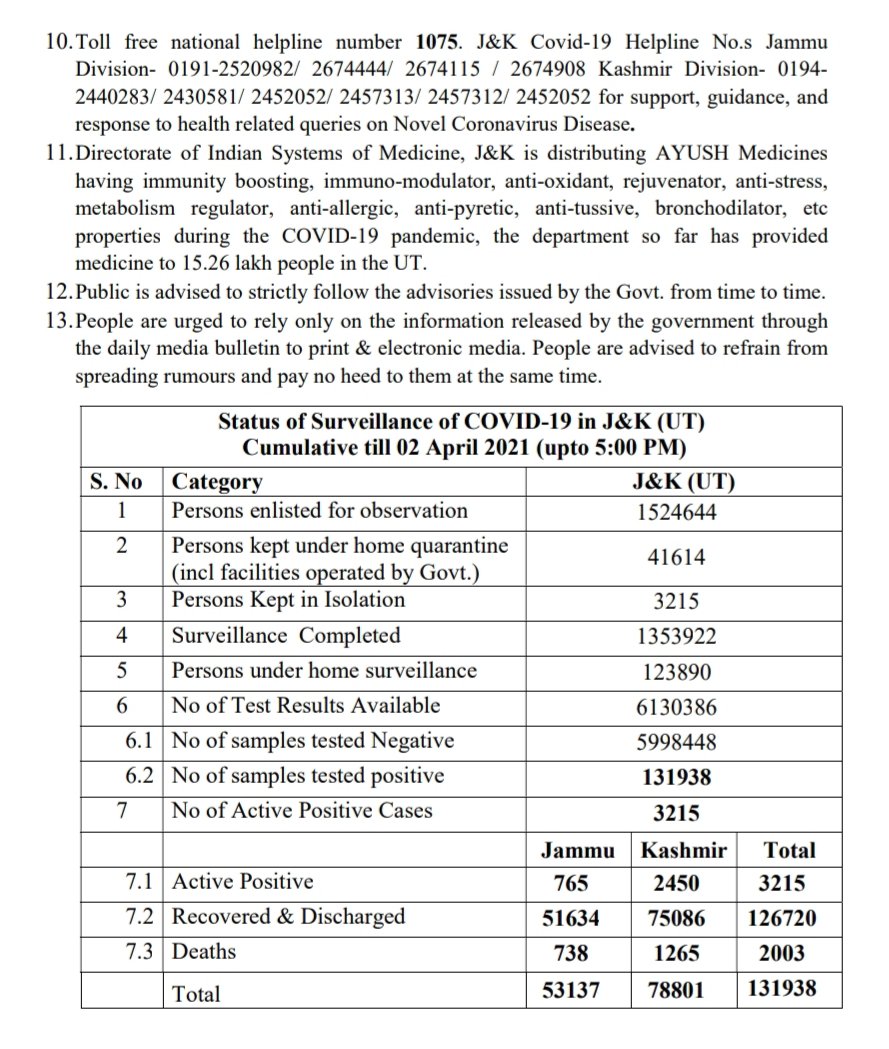 10.Toll free national helpline number 1075. J&K Covid-19 Helpline No.s Jammu
Division- 0191-2520982/ 2674444/ 2674115 / 2674908 Kashmir Division- 0194-
2440283/ 2430581/ 2452052/ 2457313/ 2457312/ 2452052 for support, guidance, and
response to health related queries on Novel Coronavirus Disease.
11.Directorate of Indian Systems of Medicine, J&K is distributing AYUSH Medicines
having immunity boosting, immuno-modulator, anti-oxidant, rejuvenator, anti-stress,
metabolism regulator, anti-allergic, anti-pyretic, anti-tussive, bronchodilator, etc
properties during the COVID-19 pandemic, the department so far has provided
medicine to 15.26 lakh people in the UT.
12.Public is advised to strictly follow the advisories issued by the Govt. from time to time.
13.People are urged to rely only on the information released by the government through
the daily media bulletin to print & electronic media. People are advised to refrain from
spreading rumours and pay no heed to them at the same time.
Status of Surveillance of COVID-19 in J&K (UT)
Cumulative till 02 April 2021 (upto 5:00 PM)
S. No Category J&K (UT)
1 Persons enlisted for observation 1524644
2 Persons kept under home quarantine
(incl facilities operated by Govt.) 41614
3 Persons Kept in Isolation 3215
4 Surveillance Completed 1353922
5 Persons under home surveillance 123890
6 No of Test Results Available 6130386
6.1 No of samples tested Negative 5998448
6.2 No of samples tested positive 131938
7 No of Active Positive Cases 3215
Jammu Kashmir Total
7.1 Active Positive 765 2450 3215
7.2 Recovered & Discharged 51634 75086 126720
7.3 Deaths 738 1265 2003
Total 53137 78801 131938